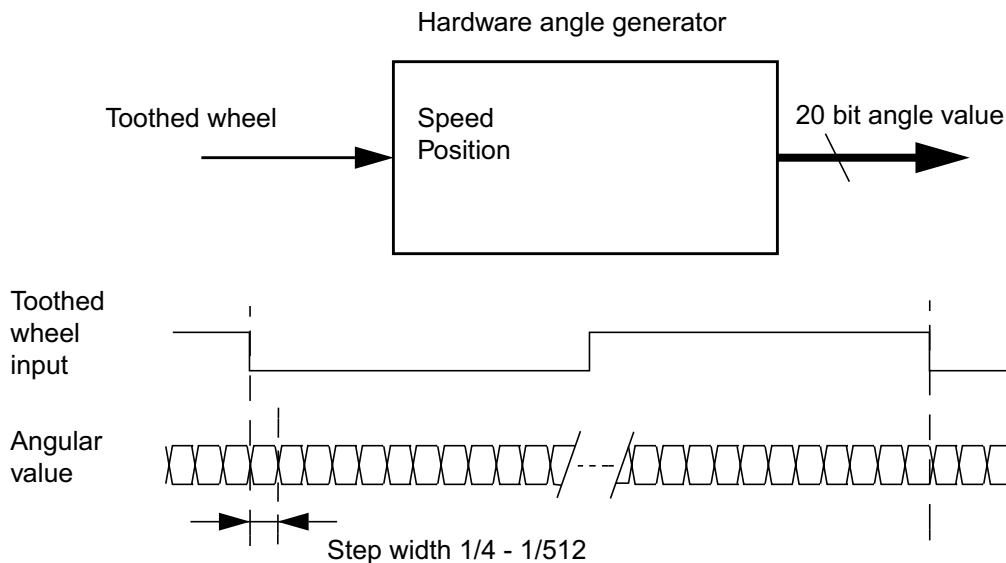 Hardware angle generator
Toothed wheel
Speed
Position
20 bit angle value
Toothed
wheel
input
Angular
value
Step width 1/4 - 1/512